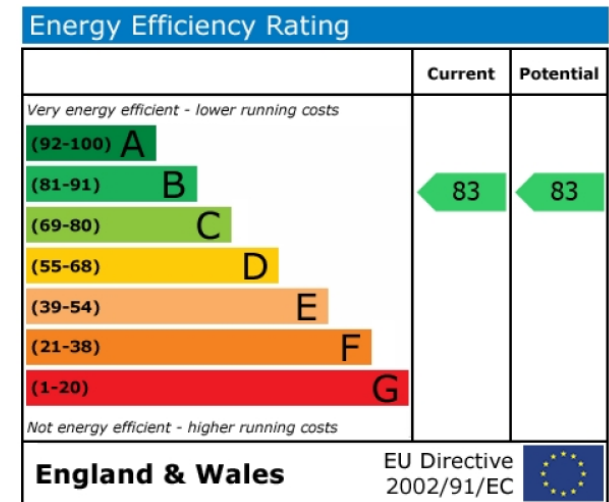 Energy Efficiency Rating
Current Potential
Very energy efficient - lower running costs
(92-100) A
(81-91) B 83 83
(69-80) C
(55-68) D
(39-54) E
(21-38) F
(1-20) G
Not energy efficient - higher running costs
England & Wales EU Directive
2002/91/EC